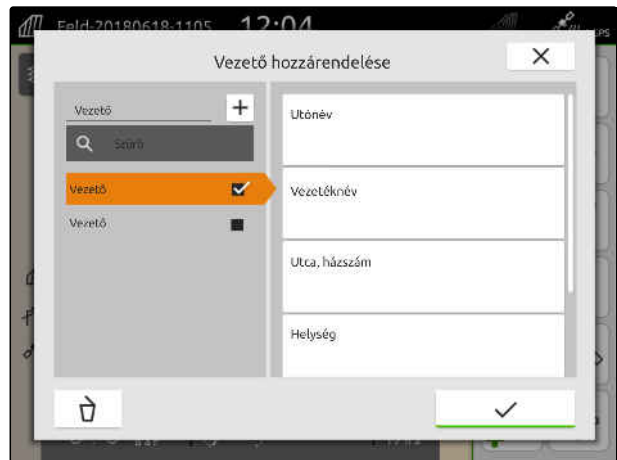 Feld-20180618-1105 12:04
Vezető hozzárendelése
Vezető
Szűrő
Vezető
Vezető
Utónév
Vezetéknév
Utca, házszám
Helység